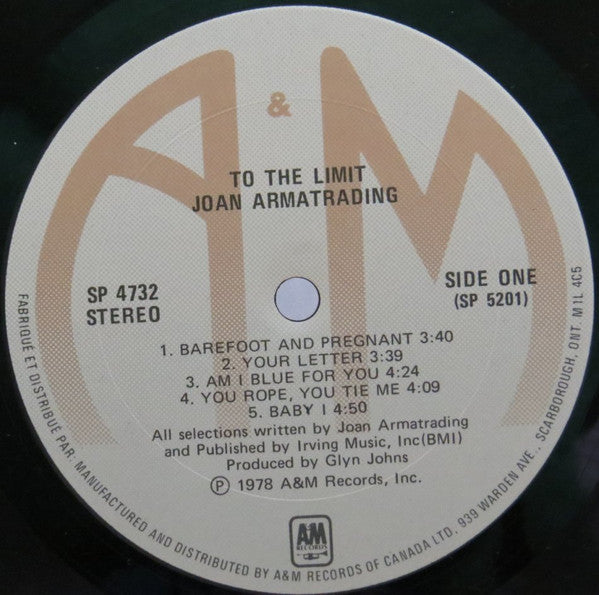 A & M
TO THE LIMIT
JOAN ARMATRADING
SP 4732
STEREO
SIDE ONE
(SP 5201)
1. BAREFOOT AND PREGNANT 3:40
2. YOUR LETTER 3:39
3. AM I BLUE FOR YOU 4:24
4. YOU ROPE, YOU TIE ME 4:09
5. BABY I 4:50
All selections written by Joan Armatrading
and Published by Irving Music, Inc(BMI)
Produced by Glyn Johns
Ⓟ 1978 A&M Records, Inc.
AM
RECORDS
FABRIQUÉ ET DISTRIBUÉ PAR: MANUFACTURED AND DISTRIBUTED BY A&M RECORDS OF CANADA LTD. 939 WARDEN AVE., SCARBOROUGH, ONT. M1L 4C5